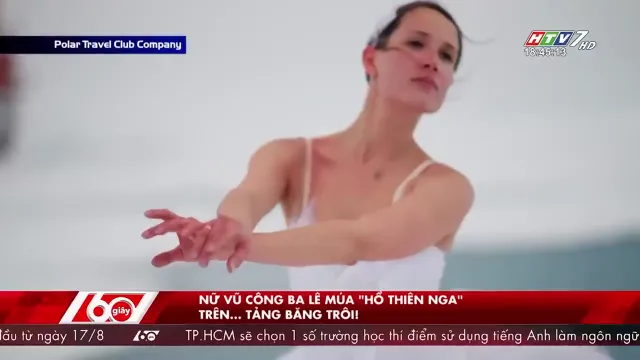 Polar Travel Club Company
HTV7 HD
18:45:13
60 giây
NỮ VŨ CÔNG BA LÊ MÚA "HỒ THIÊN NGA"
TRÊN... TẢNG BĂNG TRÔI!
đầu từ ngày 17/8 TP.HCM sẽ chọn 1 số trường học thí điểm sử dụng tiếng Anh làm ngôn ngữ